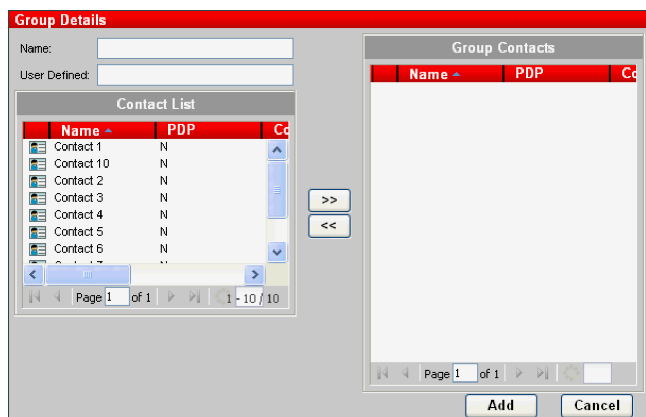 Group Details
Name:
User Defined:
Contact List
Name PDP
Contact 1 N
Contact 10 N
Contact 2 N
Contact 3 N
Contact 4 N
Contact 5 N
Contact 6 N
Page 1 of 1 1 - 10 / 10
>>
<<
Group Contacts
Name PDP
Page 1 of 1
Add Cancel